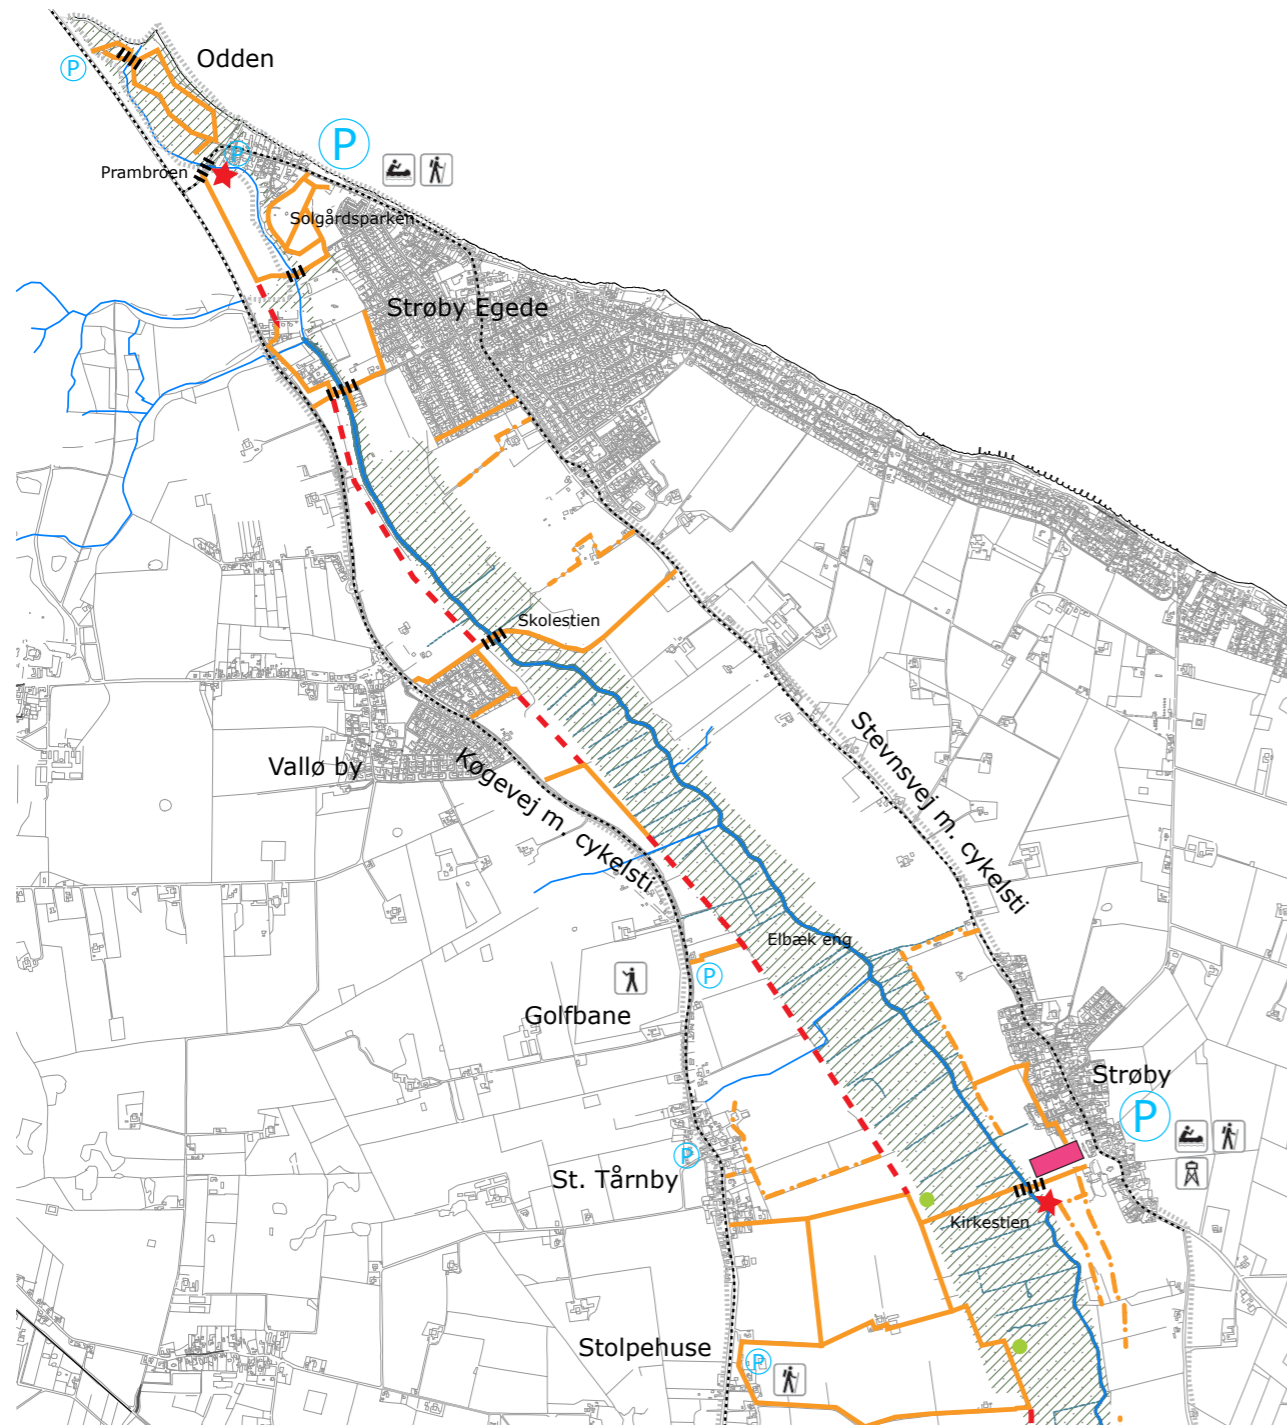 Odden
P
P
P
Prambroen
Solgårdsparken
Strøby Egede
Skolestien
Vallø by
Køgevej m. cykelsti
Stevnsvej m. cykelsti
Elbæk eng
P
Golfbane
Strøby
P
P
St. Tårnby
Kirkestien
Stolpehuse
P